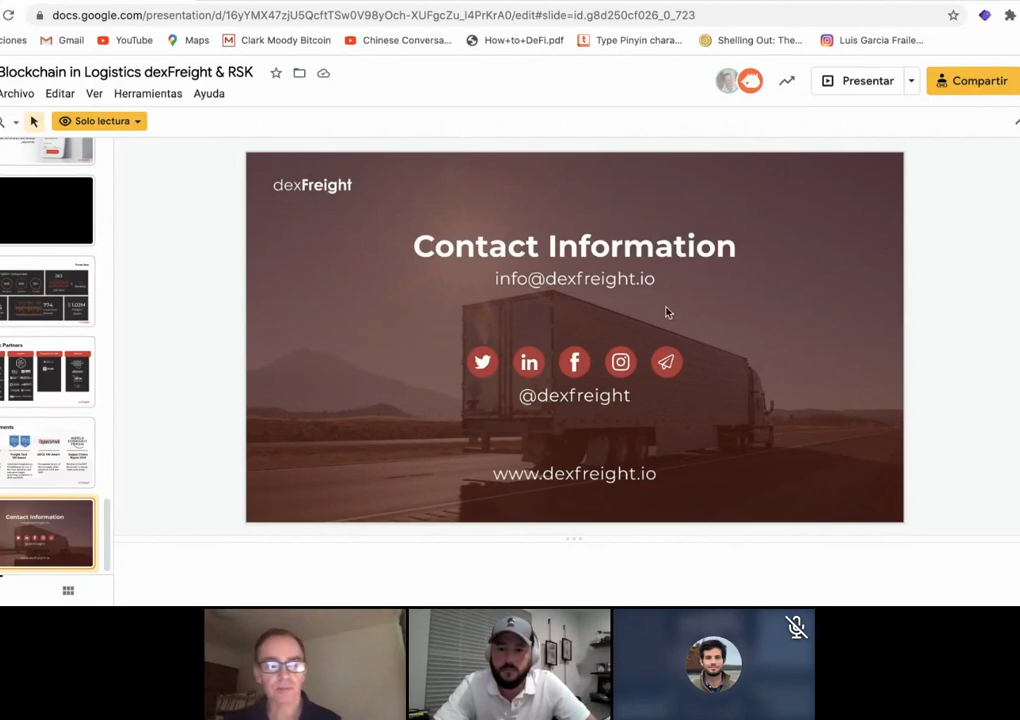 docs.google.com/presentation/d/16yYMX47zjU5QcftTSw0V98yOch-XUFgcZu_l4PrKrA0/edit#slide=id.g8d250cf026_0_723
ciones Gmail YouTube Maps Clark Moody Bitcoin Chinese Conversa... How+to+DeFi.pdf Type Pinyin chara... Shelling Out: The... Luis Garcia Fraile...
Blockchain in Logistics dexFreight & RSK
Archivo Editar Ver Herramientas Ayuda
Presentar
Compartir
Solo lectura
dexFreight
Contact Information
info@dexfreight.io
@dexfreight
www.dexfreight.io
Partners
Contact Information